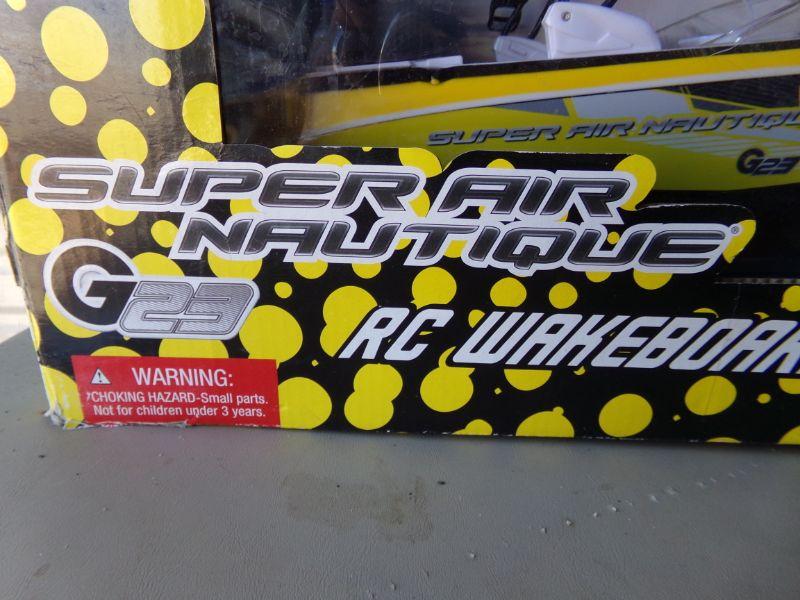 SUPER AIR NAUTIQU
G23
SUPER AIR
NAUTIQUE®
G23
RC WAKEBOAR
WARNING:
CHOKING HAZARD-Small parts.
Not for children under 3 years.